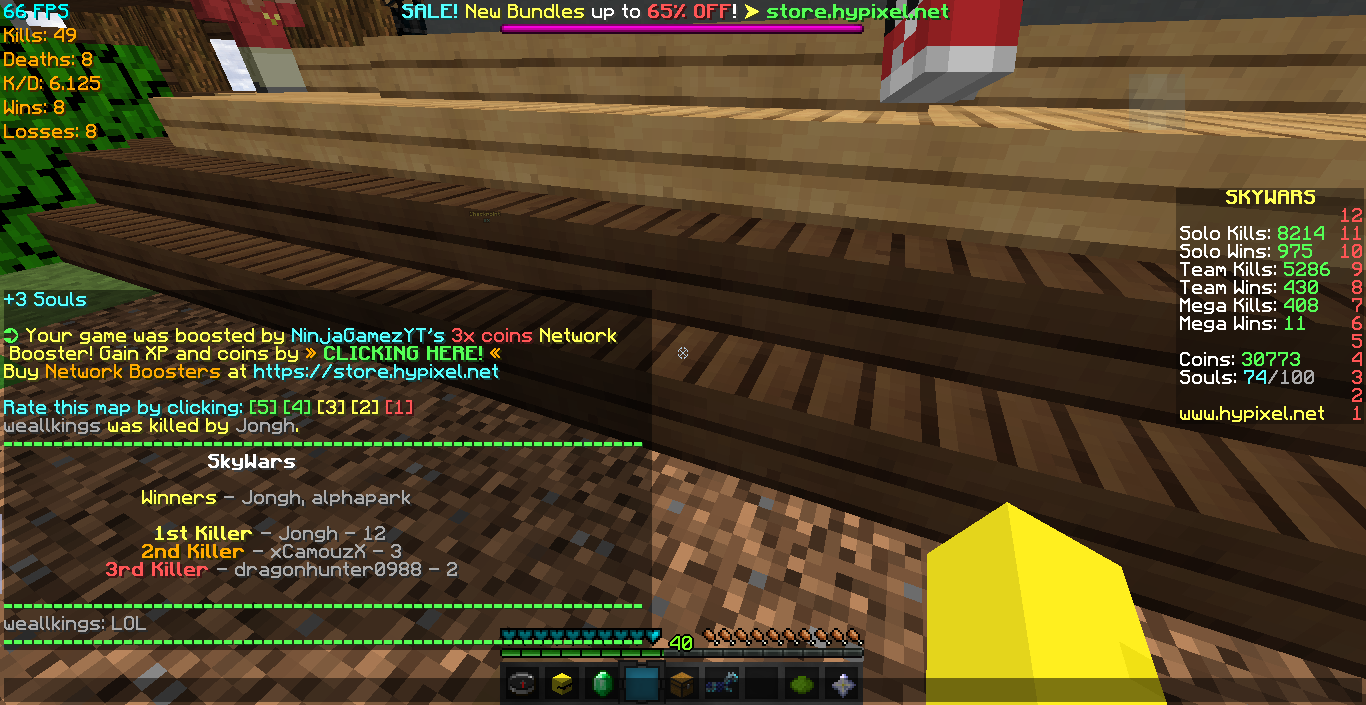 66 FPS
Kills: 49
Deaths: 8
K/D: 6.125
Wins: 8
Losses: 8
SALE! New Bundles up to 65% OFF! ➤ store.hypixel.net
SKYWARS
12
Solo Kills: 8214 11
Solo Wins: 975 10
Team Kills: 5286 9
Team Wins: 430 8
Mega Kills: 408 7
Mega Wins: 11 6
5
Coins: 30773 4
Souls: 74/100 3
2
www.hypixel.net 1
Checkpoint
+3 Souls
➲ Your game was boosted by NinjaGamezYT's 3x coins Network
Booster! Gain XP and coins by » CLICKING HERE! «
Buy Network Boosters at https://store.hypixel.net
Rate this map by clicking: [5] [4] [3] [2] [1]
weallkings was killed by Jongh.
SkyWars
Winners - Jongh, alphapark
1st Killer - Jongh - 12
2nd Killer - xCamouzX - 3
3rd Killer - dragonhunter0988 - 2
weallkings: LOL
40